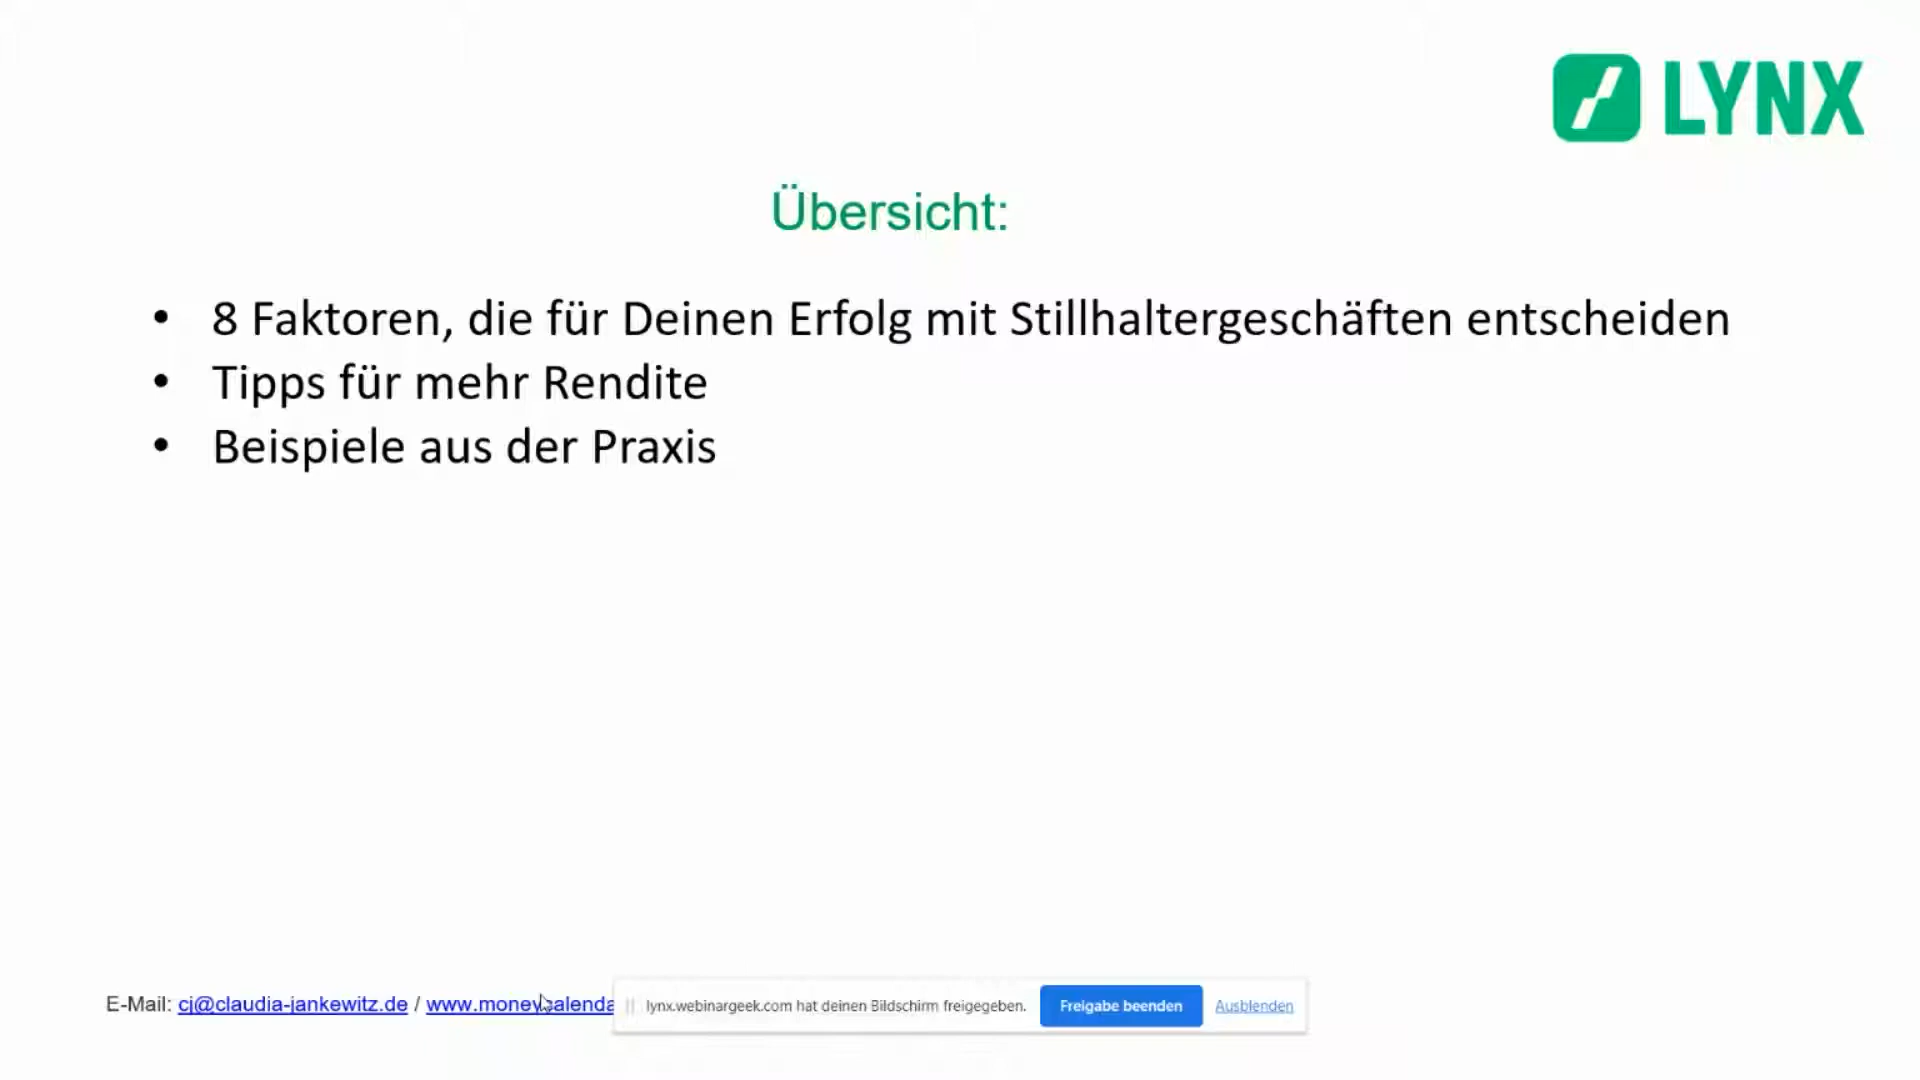 LYNX
Übersicht:
• 8 Faktoren, die für Deinen Erfolg mit Stillhaltergeschäften entscheiden
• Tipps für mehr Rendite
• Beispiele aus der Praxis
E-Mail: cj@claudia-jankewitz.de / www.moneycalenda
lynx.webinargeek.com hat deinen Bildschirm freigegeben. Freigabe beenden Ausblenden